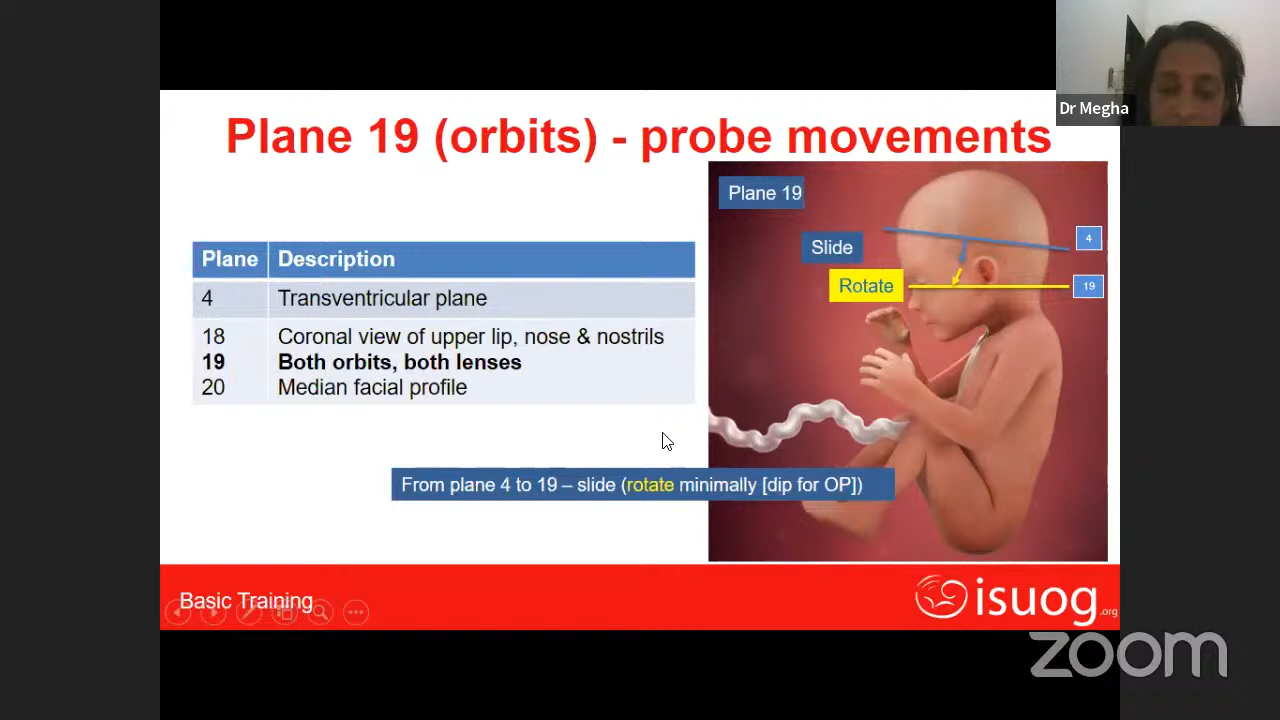 Dr Megha
Plane 19 (orbits) - probe movements
Plane 19
Slide
4
Rotate
19
Plane Description
4 Transventricular plane
18 Coronal view of upper lip, nose & nostrils
19 Both orbits, both lenses
20 Median facial profile
From plane 4 to 19 – slide (rotate minimally [dip for OP])
Basic Training
isuog.org
zoom